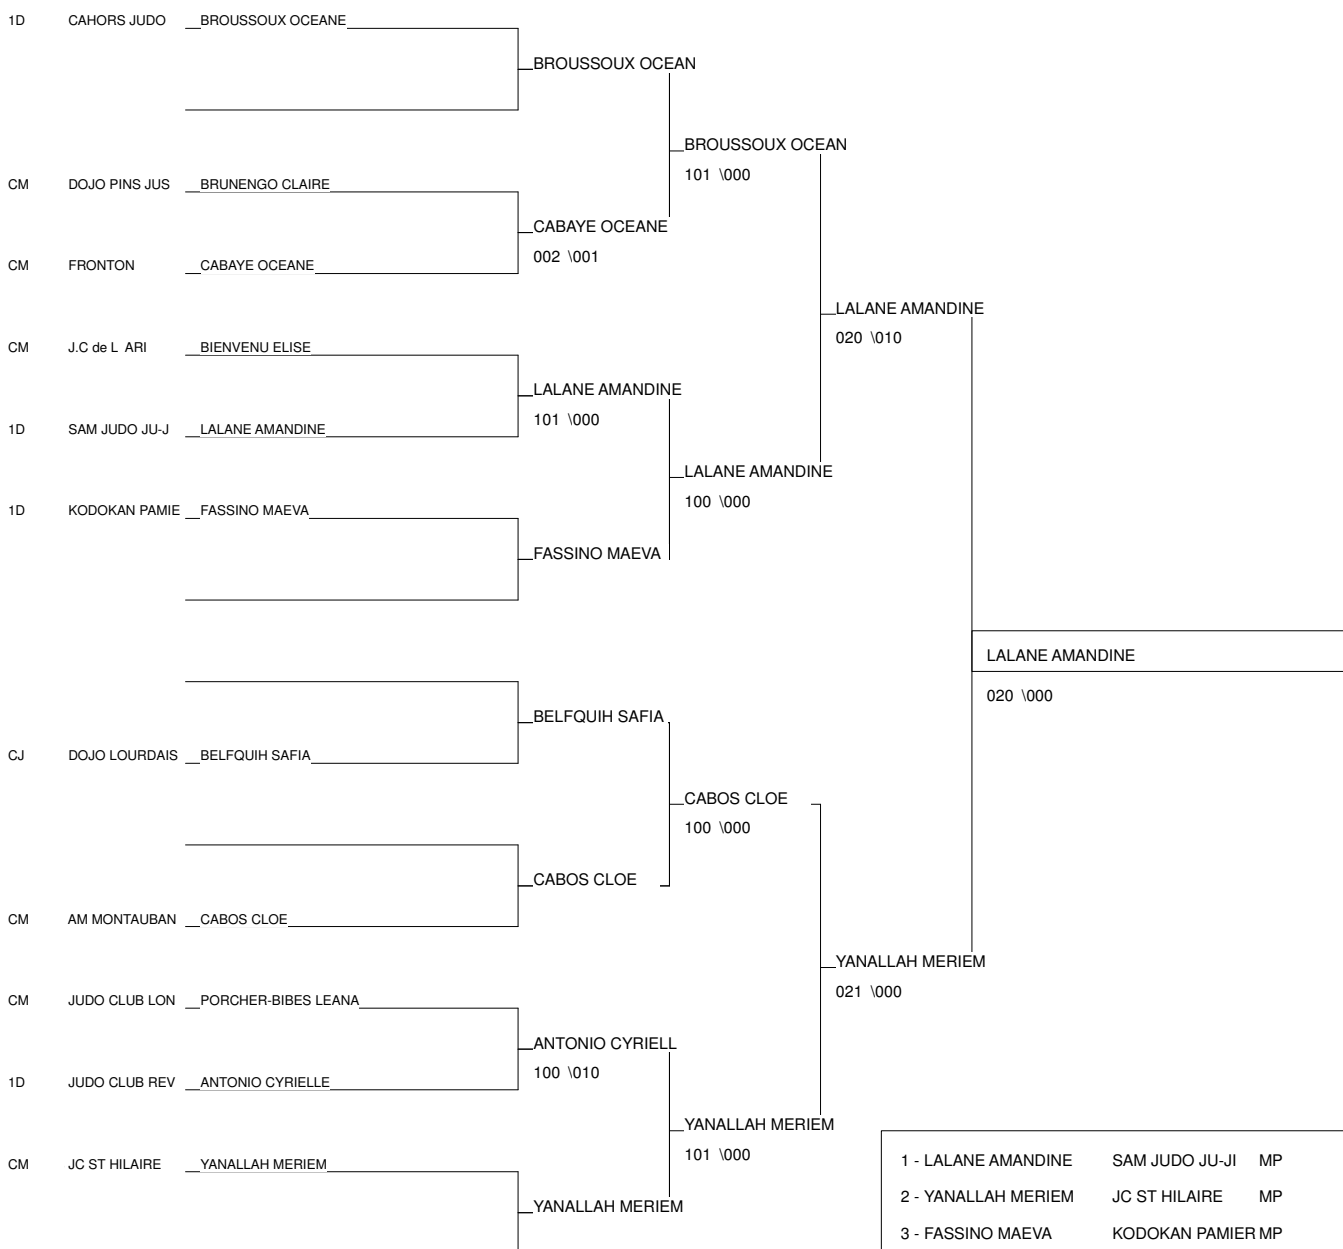 1D CAHORS JUDO BROUSSOUX OCEANE
BROUSSOUX OCEAN
BROUSSOUX OCEAN
101 \000
CM DOJO PINS JUS BRUNENGO CLAIRE
CABAYE OCEANE
002 \001
CM FRONTON CABAYE OCEANE
LALANE AMANDINE
020 \010
CM J.C de L ARI BIENVENU ELISE
LALANE AMANDINE
101 \000
1D SAM JUDO JU-J LALANE AMANDINE
LALANE AMANDINE
100 \000
1D KODOKAN PAMIE FASSINO MAEVA
FASSINO MAEVA
LALANE AMANDINE
020 \000
BELFQUIH SAFIA
CJ DOJO LOURDAIS BELFQUIH SAFIA
CABOS CLOE
100 \000
CABOS CLOE
CM AM MONTAUBAN CABOS CLOE
YANALLAH MERIEM
021 \000
CM JUDO CLUB LON PORCHER-BIBES LEANA
ANTONIO CYRIELL
100 \010
1D JUDO CLUB REV ANTONIO CYRIELLE
YANALLAH MERIEM
101 \000
CM JC ST HILAIRE YANALLAH MERIEM
YANALLAH MERIEM
1 - LALANE AMANDINE SAM JUDO JU-JI MP
2 - YANALLAH MERIEM JC ST HILAIRE MP
3 - FASSINO MAEVA KODOKAN PAMIER MP